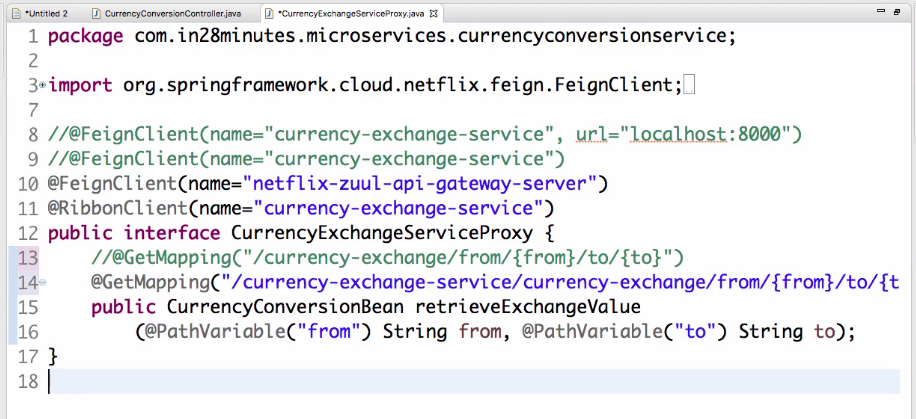 *Untitled 2 CurrencyConversionController.java *CurrencyExchangeServiceProxy.java
1 package com.in28minutes.microservices.currencyconversionservice;
2
3 import org.springframework.cloud.netflix.feign.FeignClient;
7
8 //@FeignClient(name="currency-exchange-service", url="localhost:8000")
9 //@FeignClient(name="currency-exchange-service")
10 @FeignClient(name="netflix-zuul-api-gateway-server")
11 @RibbonClient(name="currency-exchange-service")
12 public interface CurrencyExchangeServiceProxy {
13 //@GetMapping("/currency-exchange/from/{from}/to/{to}")
14 @GetMapping("/currency-exchange-service/currency-exchange/from/{from}/to/{t
15 public CurrencyConversionBean retrieveExchangeValue
16 (@PathVariable("from") String from, @PathVariable("to") String to);
17 }
18